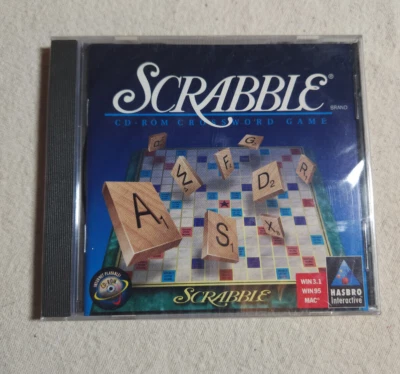 SCRABBLE®
BRAND
CD-ROM CROSSWORD GAME
G
W F
D R
A
S X
SCRABBLE
WIN 3.1
WIN 95
MAC*
HASBRO
Interactive